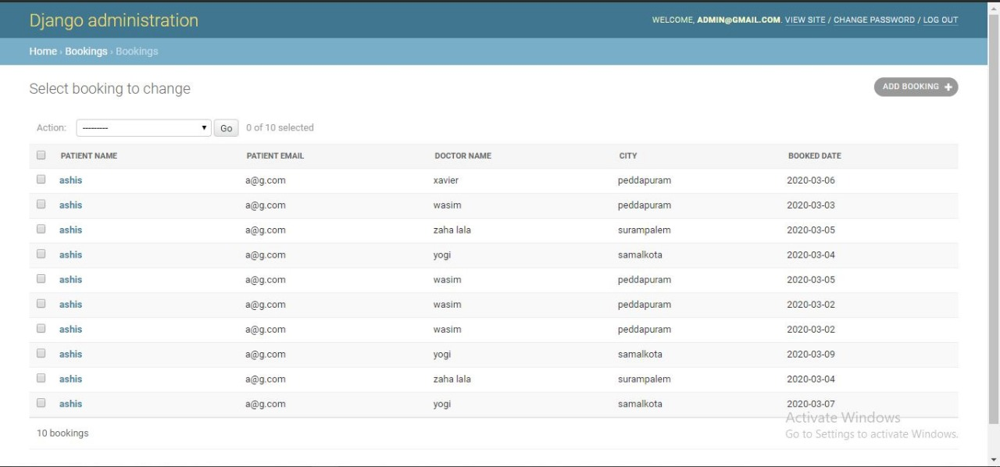 Django administration
WELCOME, ADMIN@GMAIL.COM. VIEW SITE / CHANGE PASSWORD / LOG OUT
Home › Bookings › Bookings
Select booking to change
ADD BOOKING +
Action: --------- Go 0 of 10 selected
PATIENT NAME PATIENT EMAIL DOCTOR NAME CITY BOOKED DATE
ashis a@g.com xavier peddapuram 2020-03-06
ashis a@g.com wasim peddapuram 2020-03-03
ashis a@g.com zaha lala surampalem 2020-03-05
ashis a@g.com yogi samalkota 2020-03-04
ashis a@g.com wasim peddapuram 2020-03-05
ashis a@g.com wasim peddapuram 2020-03-02
ashis a@g.com wasim peddapuram 2020-03-02
ashis a@g.com yogi samalkota 2020-03-09
ashis a@g.com zaha lala surampalem 2020-03-04
ashis a@g.com yogi samalkota 2020-03-07
Activate Windows
10 bookings
Go to Settings to activate Windows.